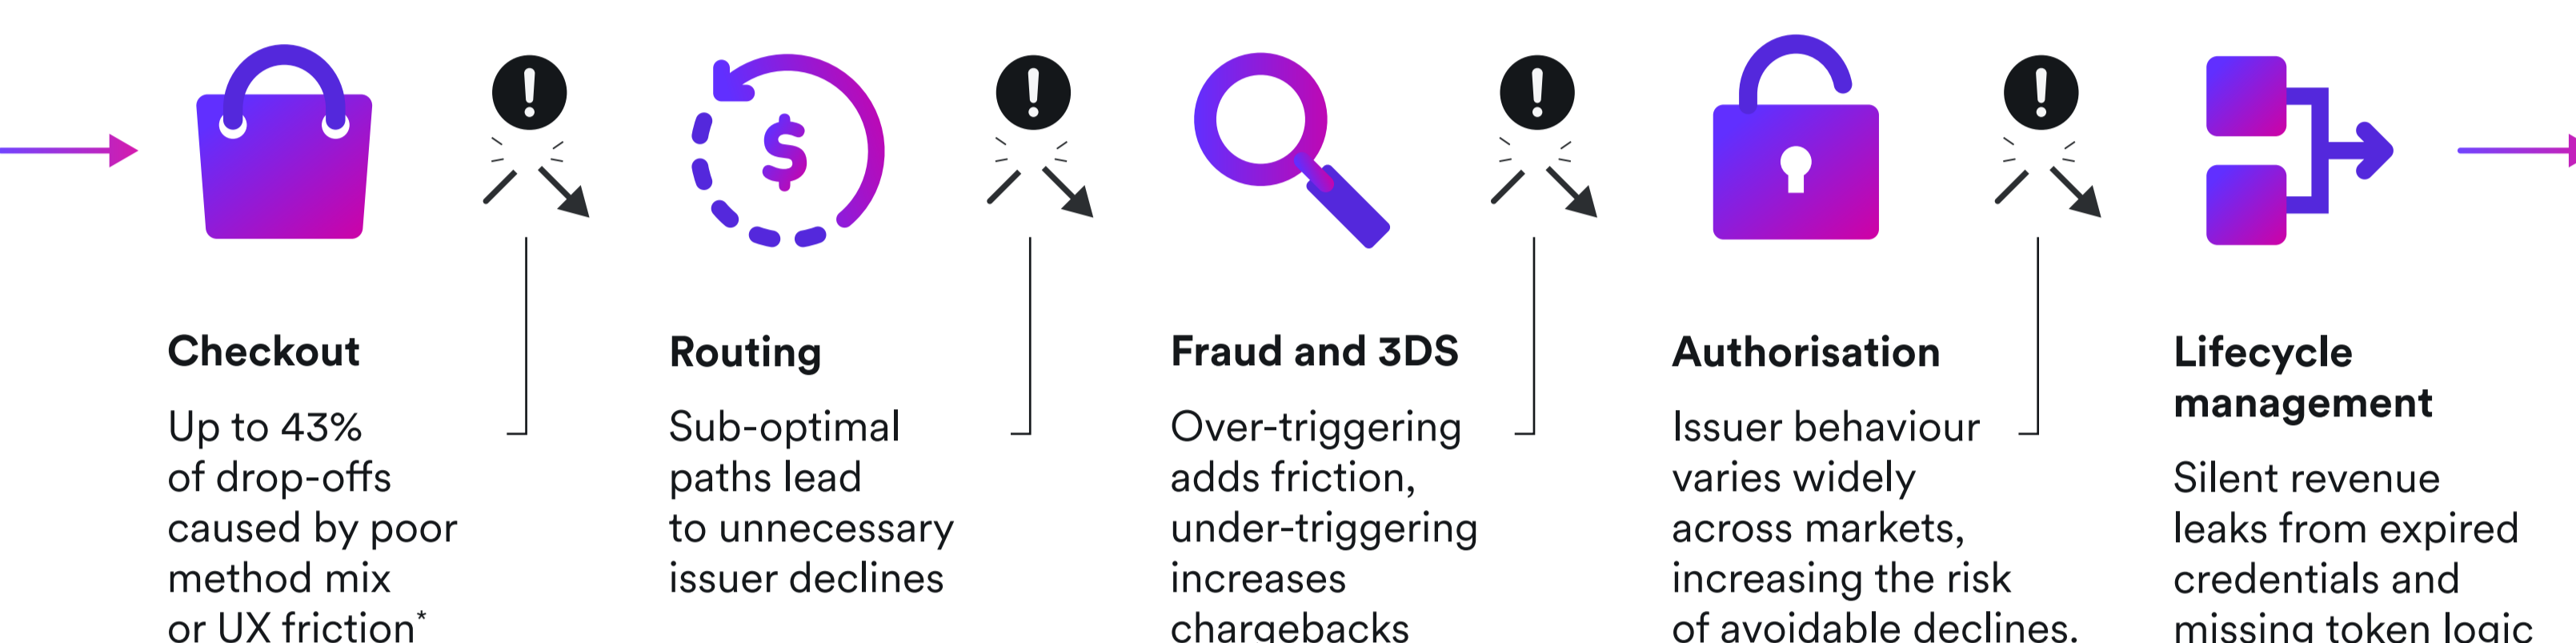 Checkout
Up to 43%
of drop-offs
caused by poor
method mix
or UX friction*
Routing
Sub-optimal
paths lead
to unnecessary
issuer declines
Fraud and 3DS
Over-triggering
adds friction,
under-triggering
increases
chargebacks
Authorisation
Issuer behaviour
varies widely
across markets,
increasing the risk
of avoidable declines.
Lifecycle
management
Silent revenue
leaks from expired
credentials and
missing token logic